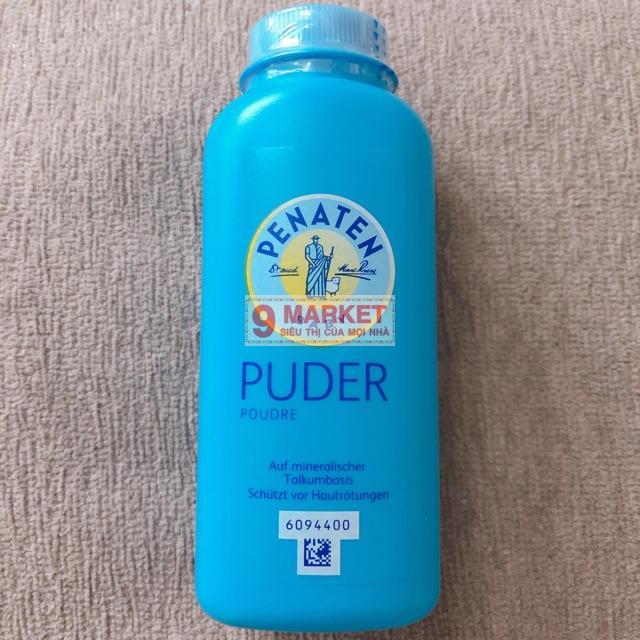 PENATEN
9 MARKET
SIÊU THỊ CỦA MỌI NHÀ
PUDER
POUDRE
Auf mineralischer
Talkumbasis
Schützt vor Hautrötungen
6094400